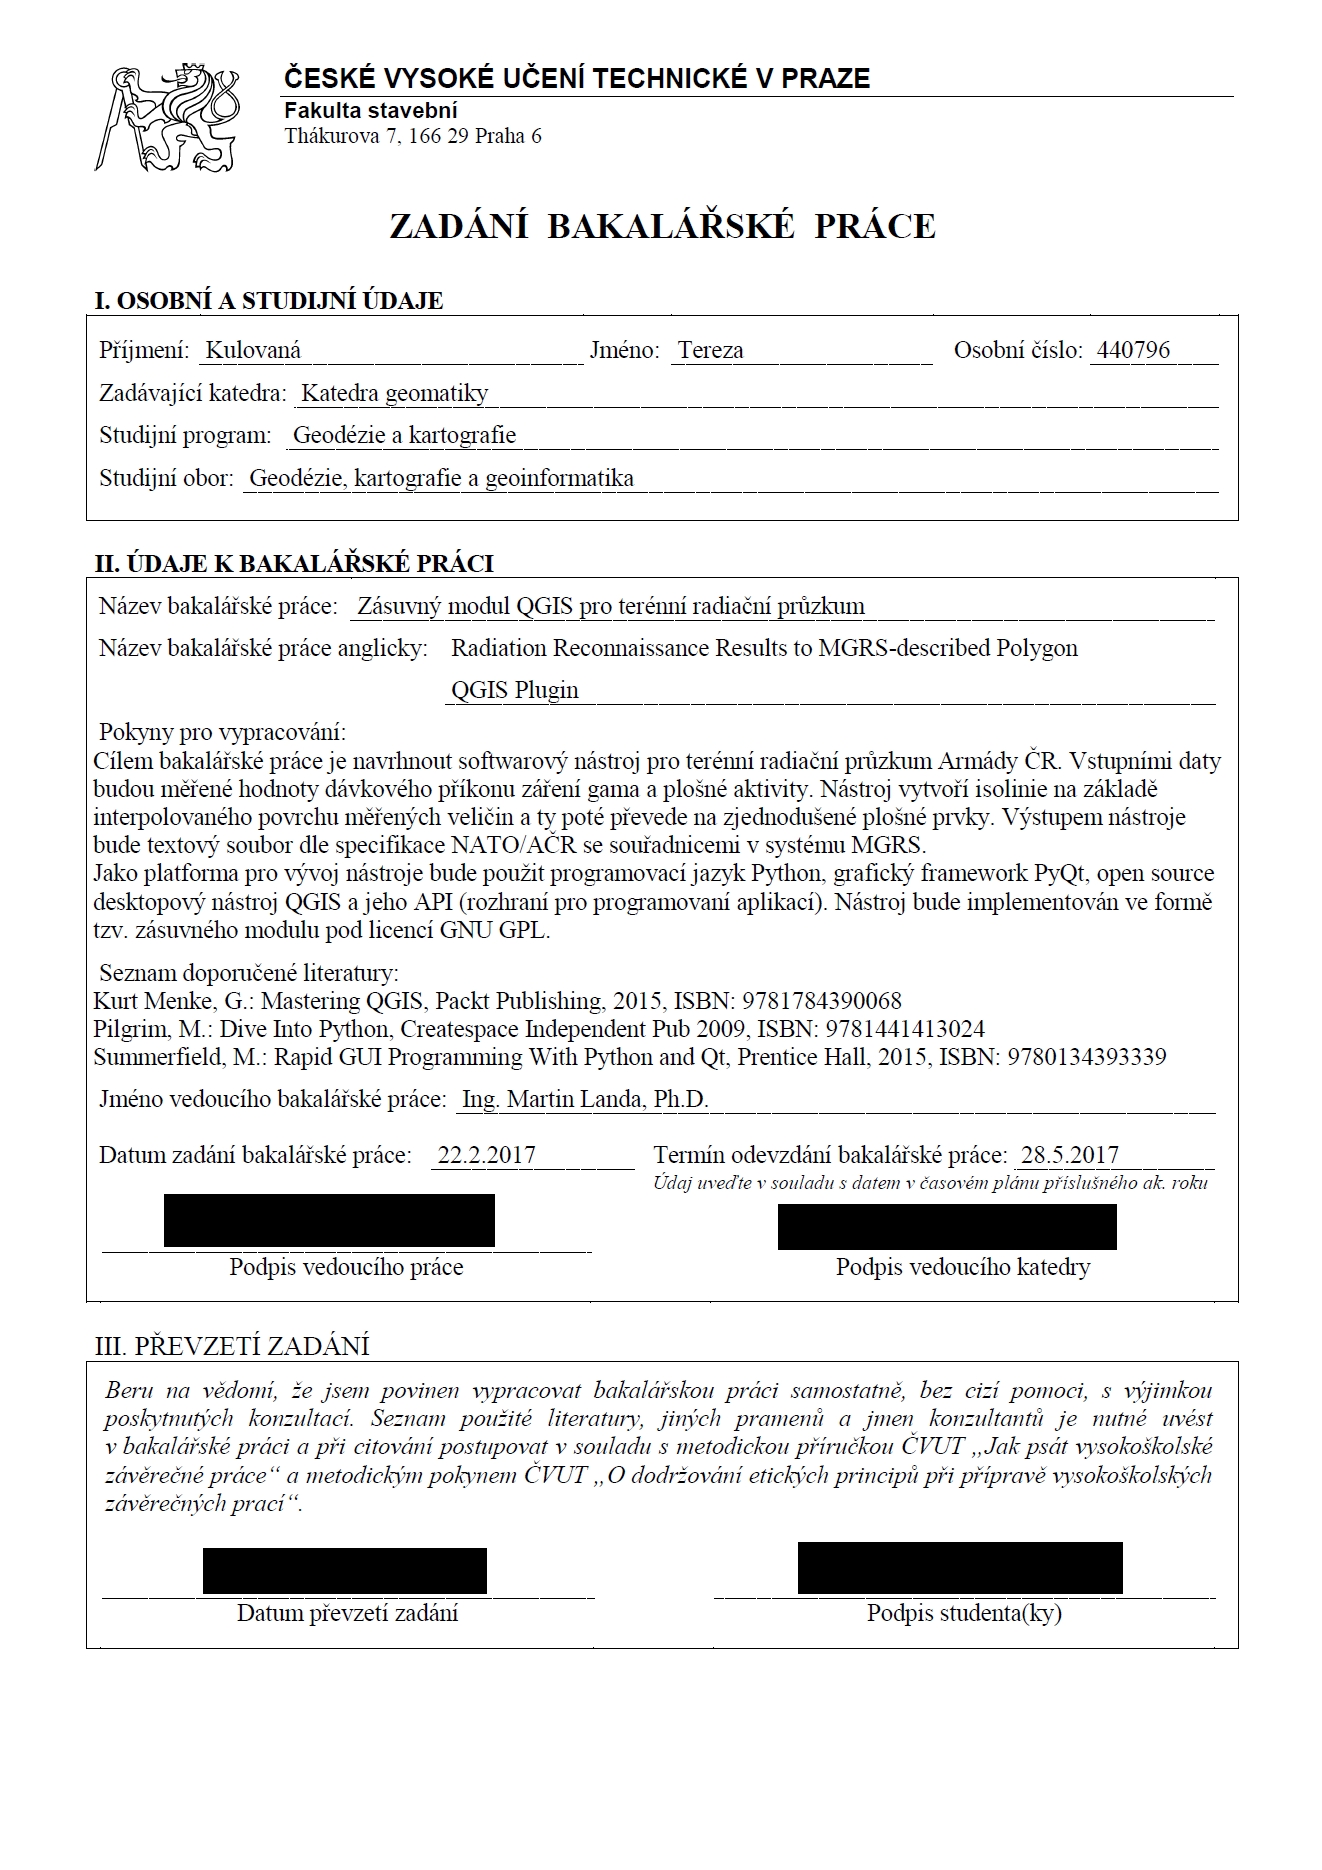 ČESKÉ VYSOKÉ UČENÍ TECHNICKÉ V PRAZE
Fakulta stavební
Thákurova 7, 166 29 Praha 6
ZADÁNÍ BAKALÁŘSKÉ PRÁCE
I. OSOBNÍ A STUDIJNÍ ÚDAJE
Příjmení: Kulovaná Jméno: Tereza Osobní číslo: 440796
Zadávající katedra: Katedra geomatiky
Studijní program: Geodézie a kartografie
Studijní obor: Geodézie, kartografie a geoinformatika
II. ÚDAJE K BAKALÁŘSKÉ PRÁCI
Název bakalářské práce: Zásuvný modul QGIS pro terénní radiační průzkum
Název bakalářské práce anglicky: Radiation Reconnaissance Results to MGRS-described Polygon
QGIS Plugin
Pokyny pro vypracování:
Cílem bakalářské práce je navrhnout softwarový nástroj pro terénní radiační průzkum Armády ČR. Vstupními daty
budou měřené hodnoty dávkového příkonu záření gama a plošné aktivity. Nástroj vytvoří isolinie na základě
interpolovaného povrchu měřených veličin a ty poté převede na zjednodušené plošné prvky. Výstupem nástroje
bude textový soubor dle specifikace NATO/AČR se souřadnicemi v systému MGRS.
Jako platforma pro vývoj nástroje bude použit programovací jazyk Python, grafický framework PyQt, open source
desktopový nástroj QGIS a jeho API (rozhraní pro programovaní aplikací). Nástroj bude implementován ve formě
tzv. zásuvného modulu pod licencí GNU GPL.
Seznam doporučené literatury:
Kurt Menke, G.: Mastering QGIS, Packt Publishing, 2015, ISBN: 9781784390068
Pilgrim, M.: Dive Into Python, Createspace Independent Pub 2009, ISBN: 9781441413024
Summerfield, M.: Rapid GUI Programming With Python and Qt, Prentice Hall, 2015, ISBN: 9780134393339
Jméno vedoucího bakalářské práce: Ing. Martin Landa, Ph.D.
Datum zadání bakalářské práce: 22.2.2017 Termín odevzdání bakalářské práce: 28.5.2017
Údaj uveďte v souladu s datem v časovém plánu příslušného ak. roku
Podpis vedoucího práce Podpis vedoucího katedry
III. PŘEVZETÍ ZADÁNÍ
Beru na vědomí, že jsem povinen vypracovat bakalářskou práci samostatně, bez cizí pomoci, s výjimkou
poskytnutých konzultací. Seznam použité literatury, jiných pramenů a jmen konzultantů je nutné uvést
v bakalářské práci a při citování postupovat v souladu s metodickou příručkou ČVUT „Jak psát vysokoškolské
závěrečné práce“ a metodickým pokynem ČVUT „O dodržování etických principů při přípravě vysokoškolských
závěrečných prací“.
Datum převzetí zadání Podpis studenta(ky)